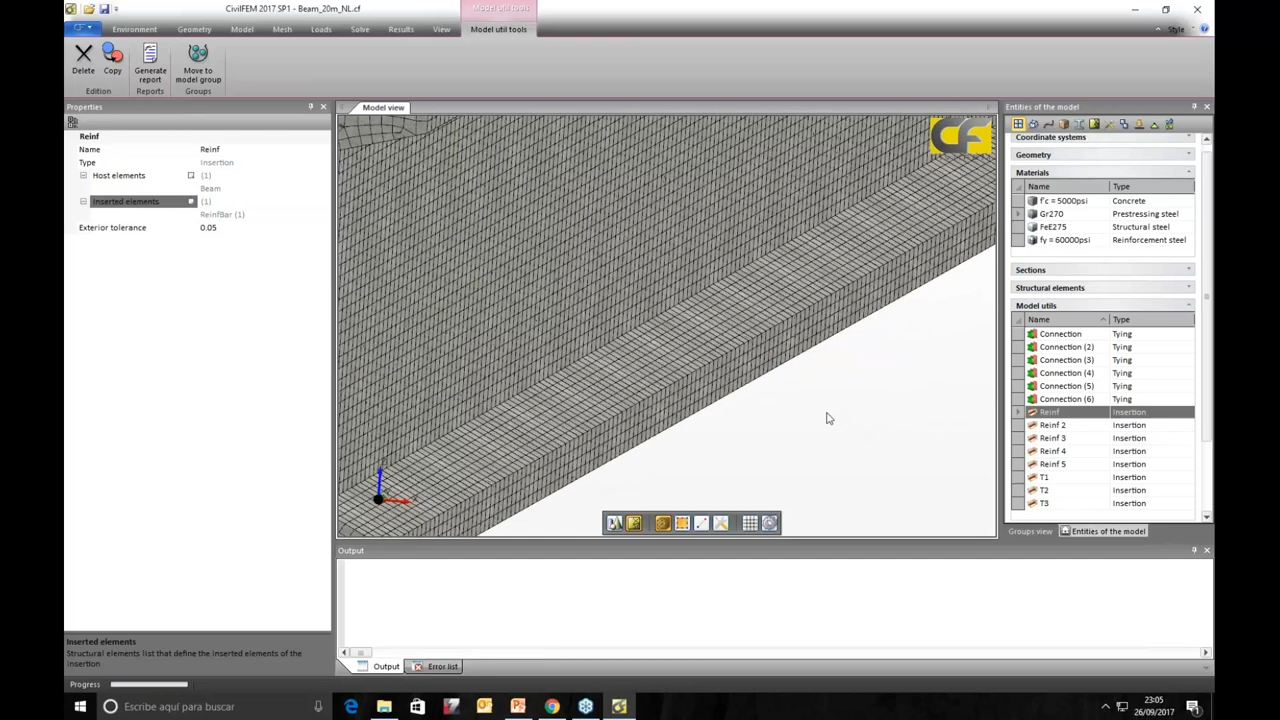 CivilFEM 2017 SP1 - Beam_20m_NL.cf
Model util tools
Environment Geometry Model Mesh Loads Solve Results View Model util tools Style
Delete Copy Generate report Move to model group
Edition Reports Groups
Properties
Reinf
Name Reinf
Type Insertion
Host elements (1)
Beam
Inserted elements (1)
ReinfBar (1)
Exterior tolerance 0.05
Inserted elements
Structural elements list that define the inserted elements of the
insertion
Model view
CF
Entities of the model
Coordinate systems
Geometry
Materials
Name Type
f'c = 5000psi Concrete
Gr270 Prestressing steel
FeE275 Structural steel
fy = 60000psi Reinforcement steel
Sections
Structural elements
Model utils
Name Type
Connection Tying
Connection (2) Tying
Connection (3) Tying
Connection (4) Tying
Connection (5) Tying
Connection (6) Tying
Reinf Insertion
Reinf 2 Insertion
Reinf 3 Insertion
Reinf 4 Insertion
Reinf 5 Insertion
T1 Insertion
T2 Insertion
T3 Insertion
Groups view Entities of the model
Output
Output Error list
Progress
Escribe aquí para buscar
23:05
26/09/2017